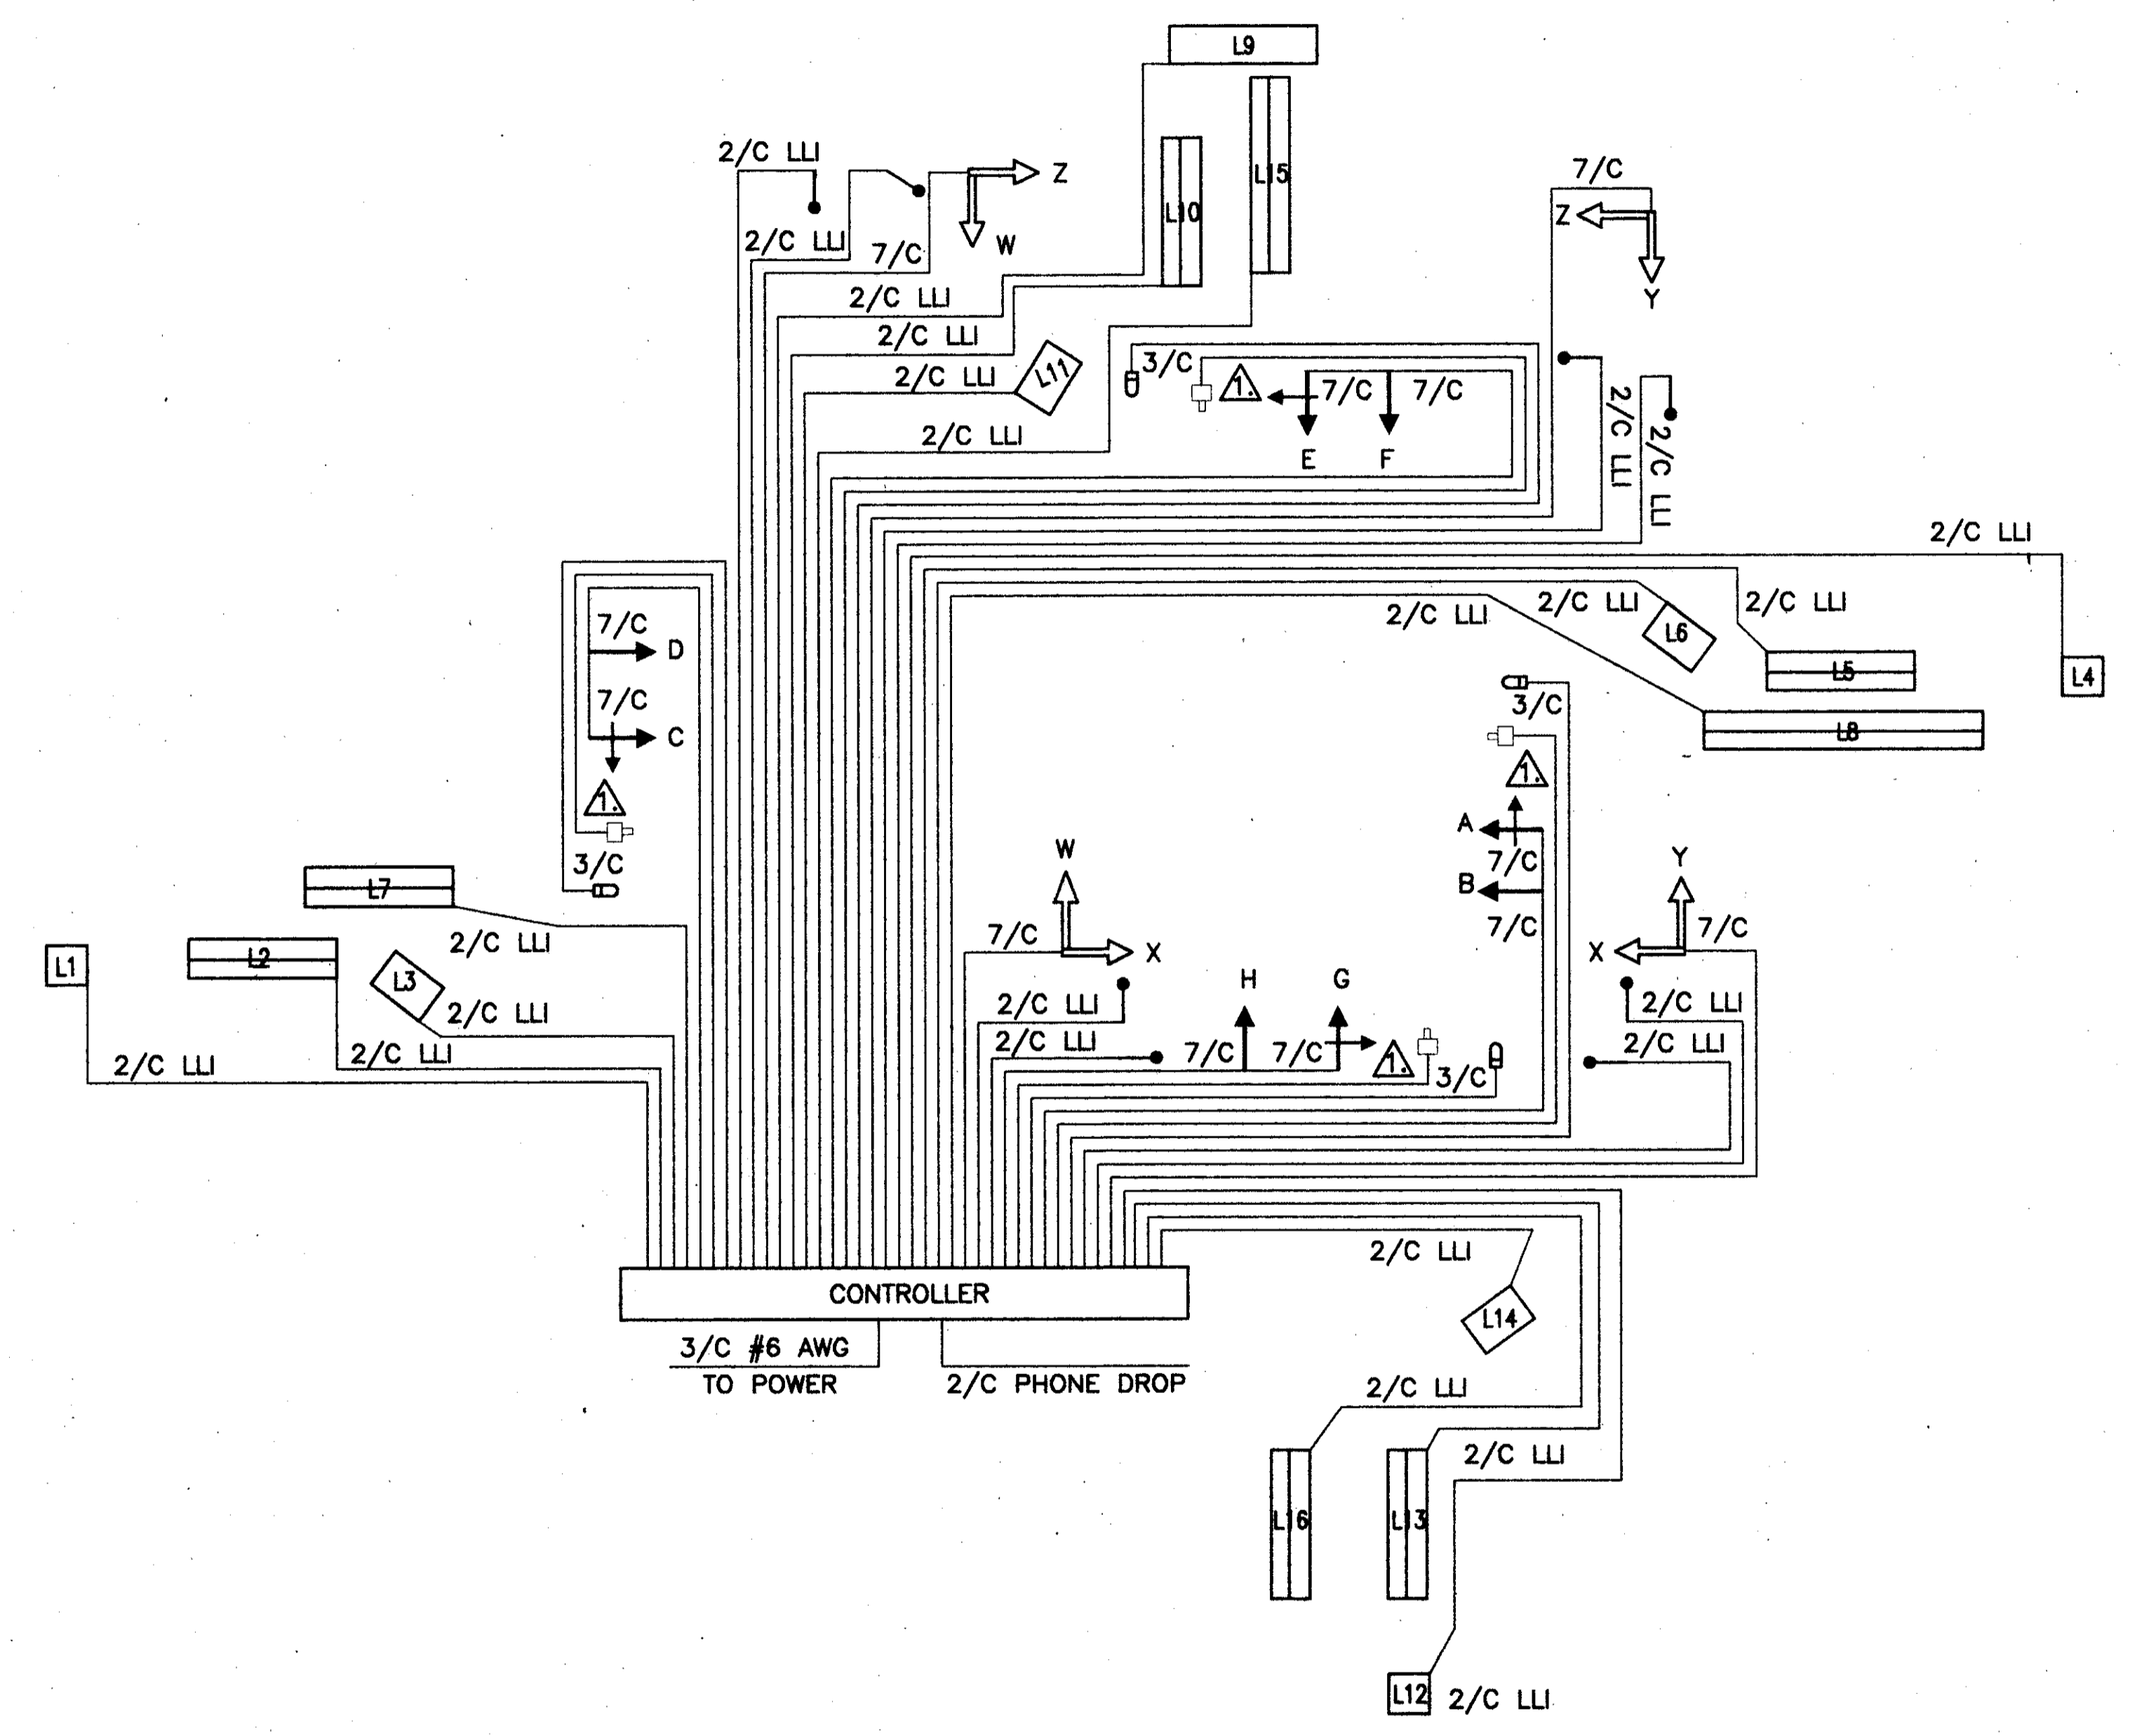 L9
2/C LLI
L15
7/C
Z
L10
Z
2/C LLI
7/C
W
Y
2/C LLI
2/C LLI
3/C
L11
2/C LLI
1.
7/C
7/C
2/C LLI
2/C LLI
2/C LLI
E
F
2/C LLI
2/C LLI
2/C LLI
2/C LLI
7/C
D
L6
L5
L4
7/C
3/C
C
L8
1.
1.
A
7/C
3/C
W
Y
L7
B
7/C
7/C
7/C
2/C LLI
X
X
L2
L1
L3
H
G
2/C LLI
2/C LLI
2/C LLI
2/C LLI
2/C LLI
2/C LLI
7/C
7/C
1.
2/C LLI
3/C
2/C LLI
CONTROLLER
L14
3/C #6 AWG
TO POWER
2/C PHONE DROP
2/C LLI
2/C LLI
L16
L13
L12
2/C LLI